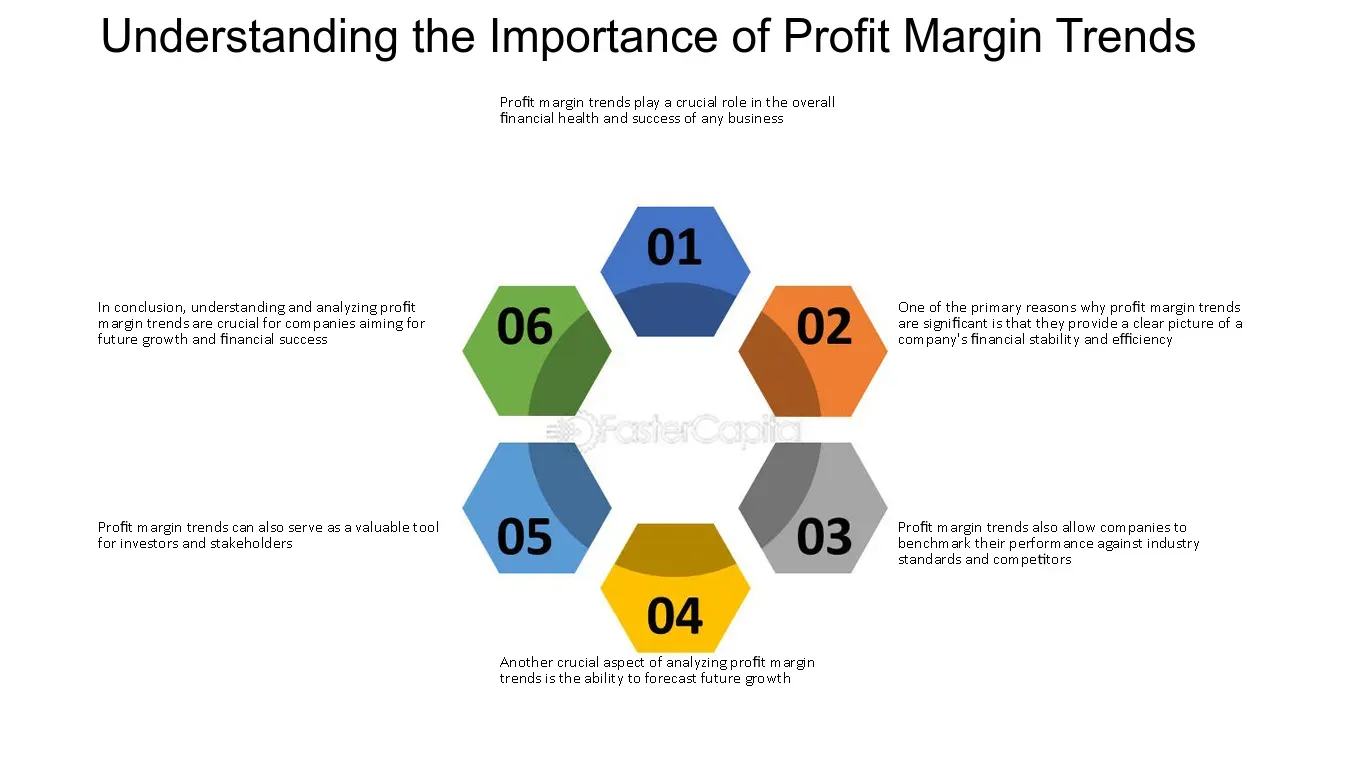 Understanding the Importance of Profit Margin Trends
Profit margin trends play a crucial role in the overall
financial health and success of any business
01
02
One of the primary reasons why profit margin trends
are significant is that they provide a clear picture of a
company's financial stability and efficiency
03
Profit margin trends also allow companies to
benchmark their performance against industry
standards and competitors
04
Another crucial aspect of analyzing profit margin
trends is the ability to forecast future growth
05
Profit margin trends can also serve as a valuable tool
for investors and stakeholders
06
In conclusion, understanding and analyzing profit
margin trends are crucial for companies aiming for
future growth and financial success
FasterCapita